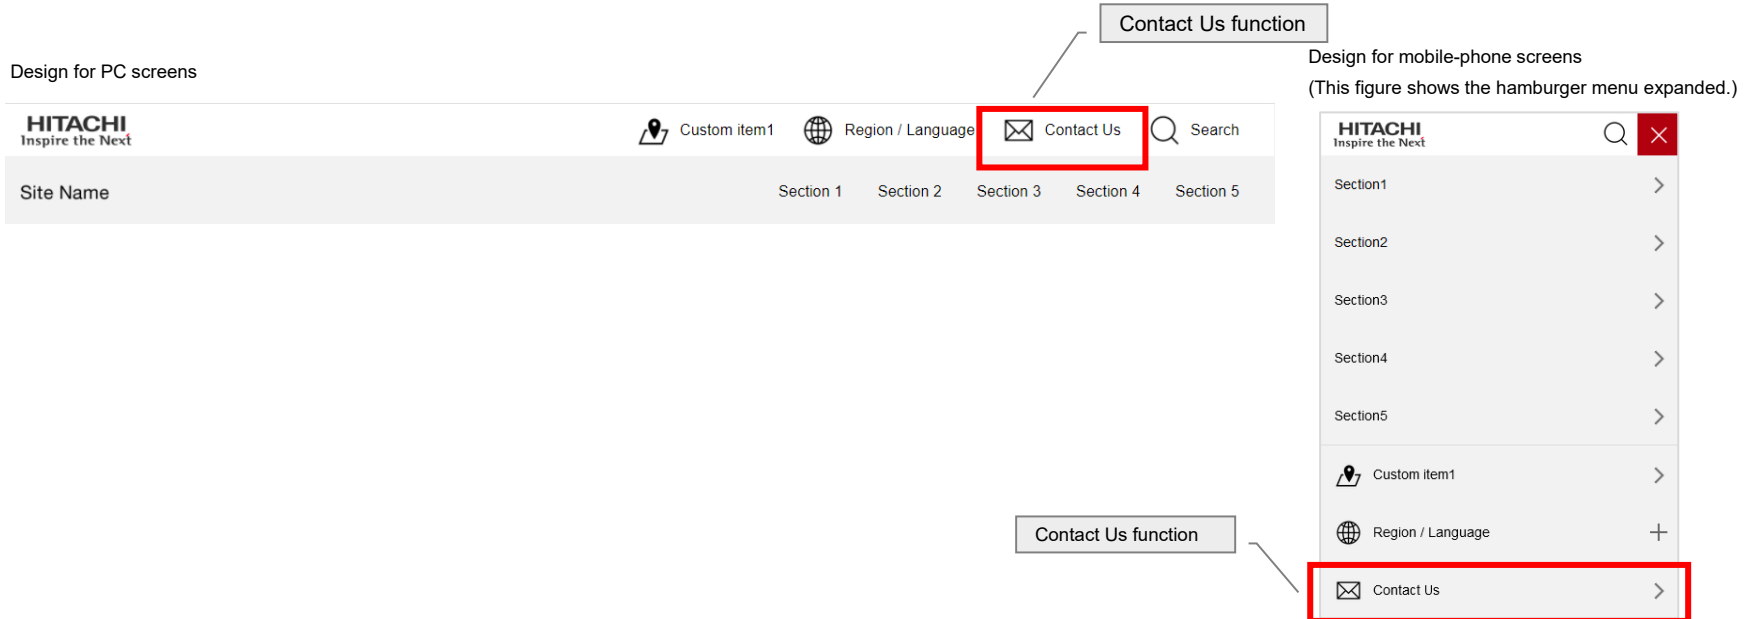 Contact Us function
Design for PC screens
HITACHI
Inspire the Next
Custom item1
Region / Language
Contact Us
Search
Site Name
Section 1
Section 2
Section 3
Section 4
Section 5
Design for mobile-phone screens
(This figure shows the hamburger menu expanded.)
HITACHI
Inspire the Next
Section1
Section2
Section3
Section4
Section5
Custom item1
Region / Language
Contact Us function
Contact Us